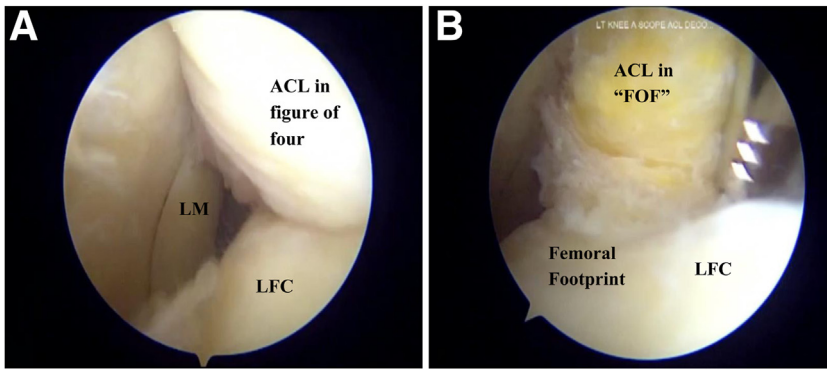 A
ACL in
figure of
four
LM
LFC
B
LT KNEE A SCOPE ACL DECO...
ACL in
“FOF”
Femoral
Footprint
LFC